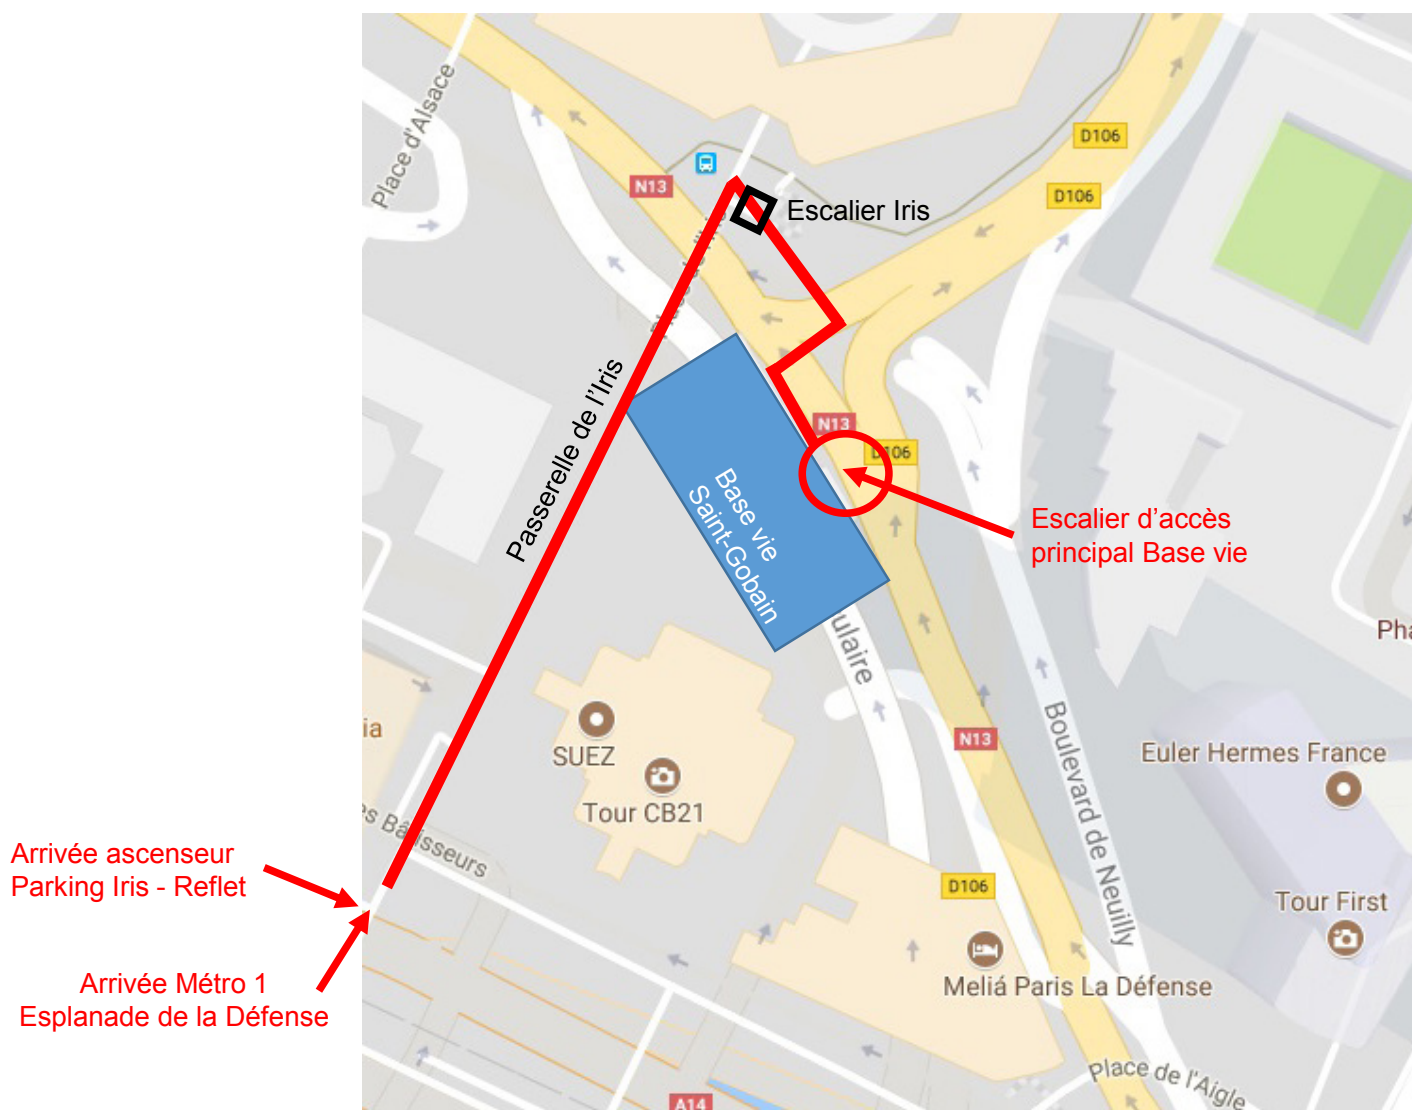 Place d'Alsace
D106
N13
D106
Escalier Iris
Passerelle de l'Iris
N13
D106
Base vie
Saint-Gobain
Escalier d'accès
principal Base vie
ulaire
Pha
ia
SUEZ
Tour CB21
N13
Boulevard de Neuilly
Euler Hermes France
es Bâtisseurs
Arrivée ascenseur
Parking Iris - Reflet
D106
Tour First
Arrivée Métro 1
Esplanade de la Défense
Meliá Paris La Défense
Place de l'Aigle
A14